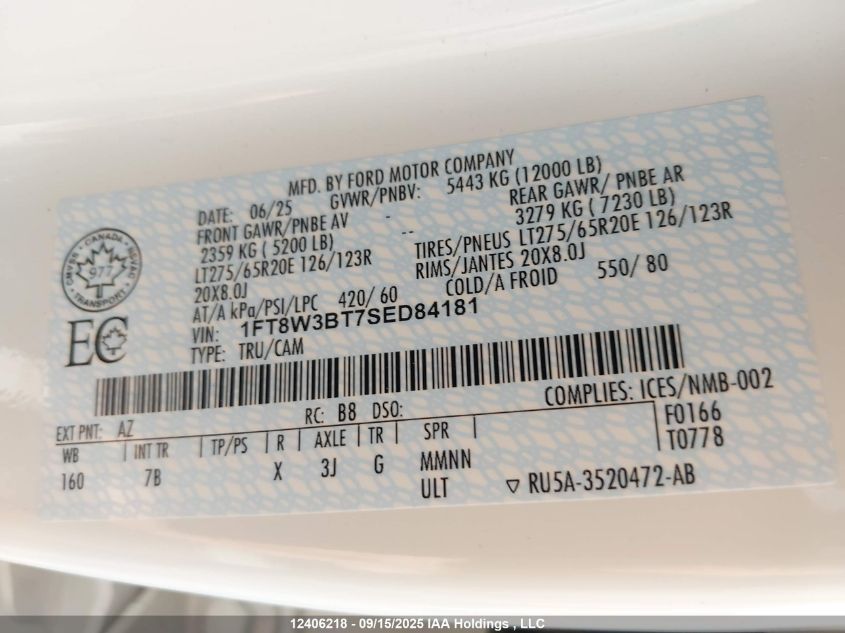 MFD. BY FORD MOTOR COMPANY
DATE: 06/25 GVWR/PNBV: 5443 KG (12000 LB)
FRONT GAWR/PNBE AV - REAR GAWR/ PNBE AR
2359 KG ( 5200 LB) -- 3279 KG ( 7230 LB)
LT275/65R20E 126/123R TIRES/PNEUS LT275/65R20E 126/123R
20X8.0J RIMS/JANTES 20X8.0J
AT/A kPa/PSI/LPC 420/ 60 COLD/A FROID 550/ 80
VIN: 1FT8W3BT7SED84181
TYPE: TRU/CAM
CANADA
CMVSS NSVAC
977
TRANSPORT
EC
COMPLIES: ICES/NMB-002
EXT PNT: AZ RC: B8 DSO: F0166
WB INT TR TP/PS R AXLE TR SPR T0778
160 7B X 3J G MMNN
ULT ▽ RU5A-3520472-AB
12406218 - 09/15/2025 IAA Holdings , LLC